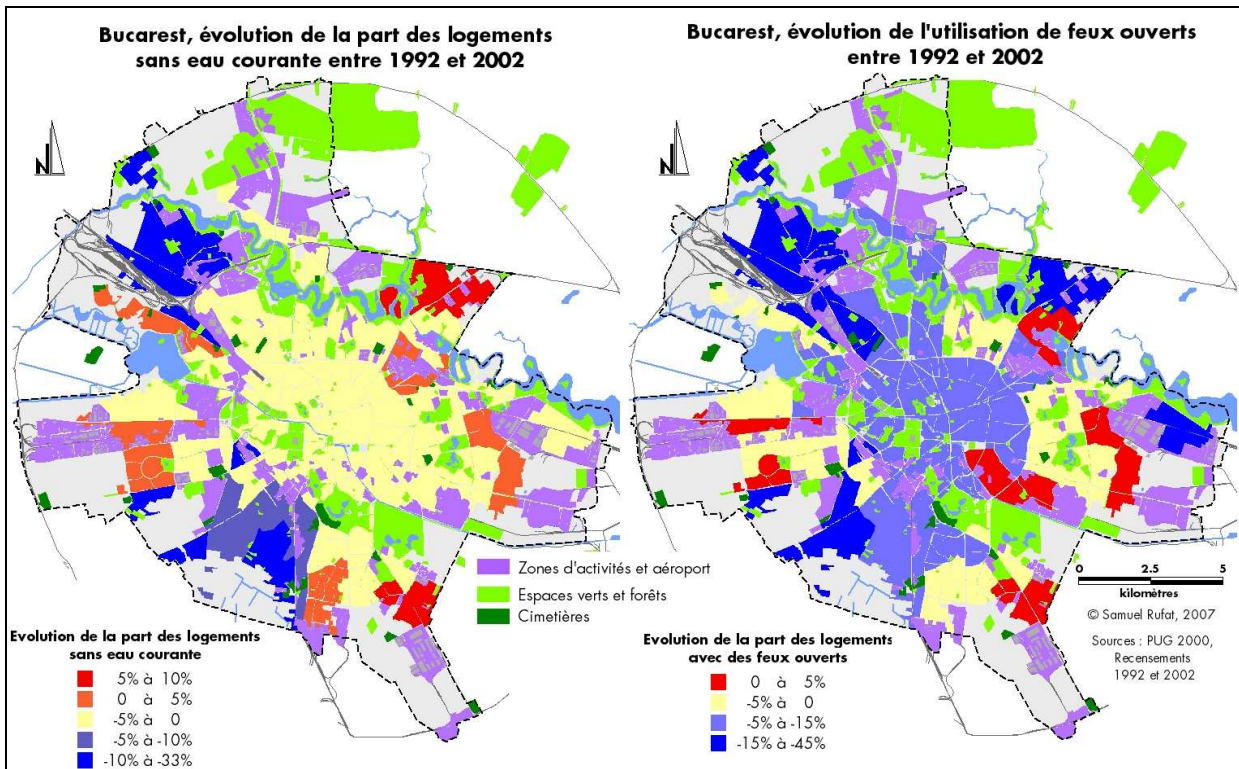 Bucarest, évolution de la part des logements
sans eau courante entre 1992 et 2002
N
Zones d'activités et aéroport
Espaces verts et forêts
Cimetières
Evolution de la part des logements
sans eau courante
5% à 10%
0 à 5%
-5% à 0
-5% à -10%
-10% à -33%
Bucarest, évolution de l'utilisation de feux ouverts
entre 1992 et 2002
N
0 2.5 5
kilomètres
© Samuel Rufat, 2007
Sources : PUG 2000,
Recensements
1992 et 2002
Evolution de la part des logements
avec des feux ouverts
0 à 5%
-5% à 0
-5% à -15%
-15% à -45%